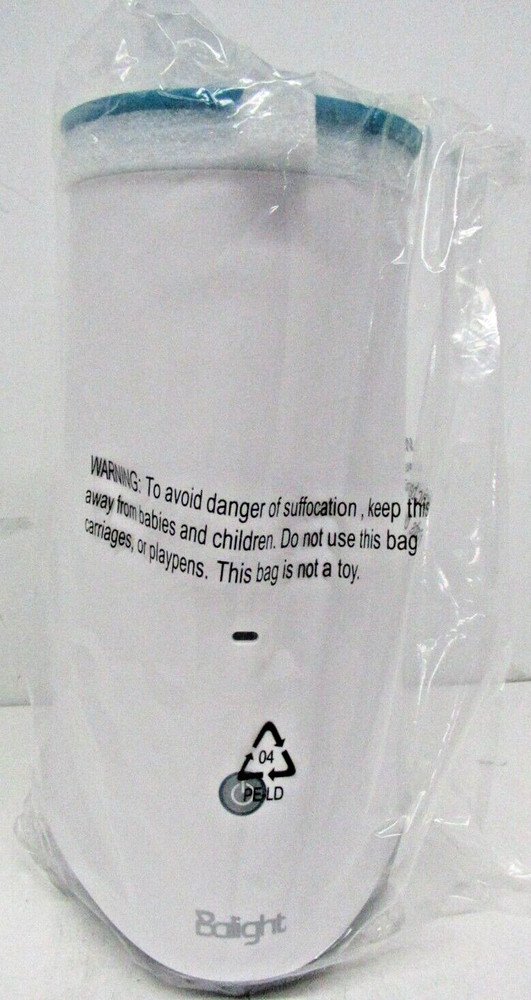 WARNING: To avoid danger of suffocation, keep this
away from babies and children. Do not use this bag
carriages, or playpens. This bag is not a toy.
04
PE-LD
Balight